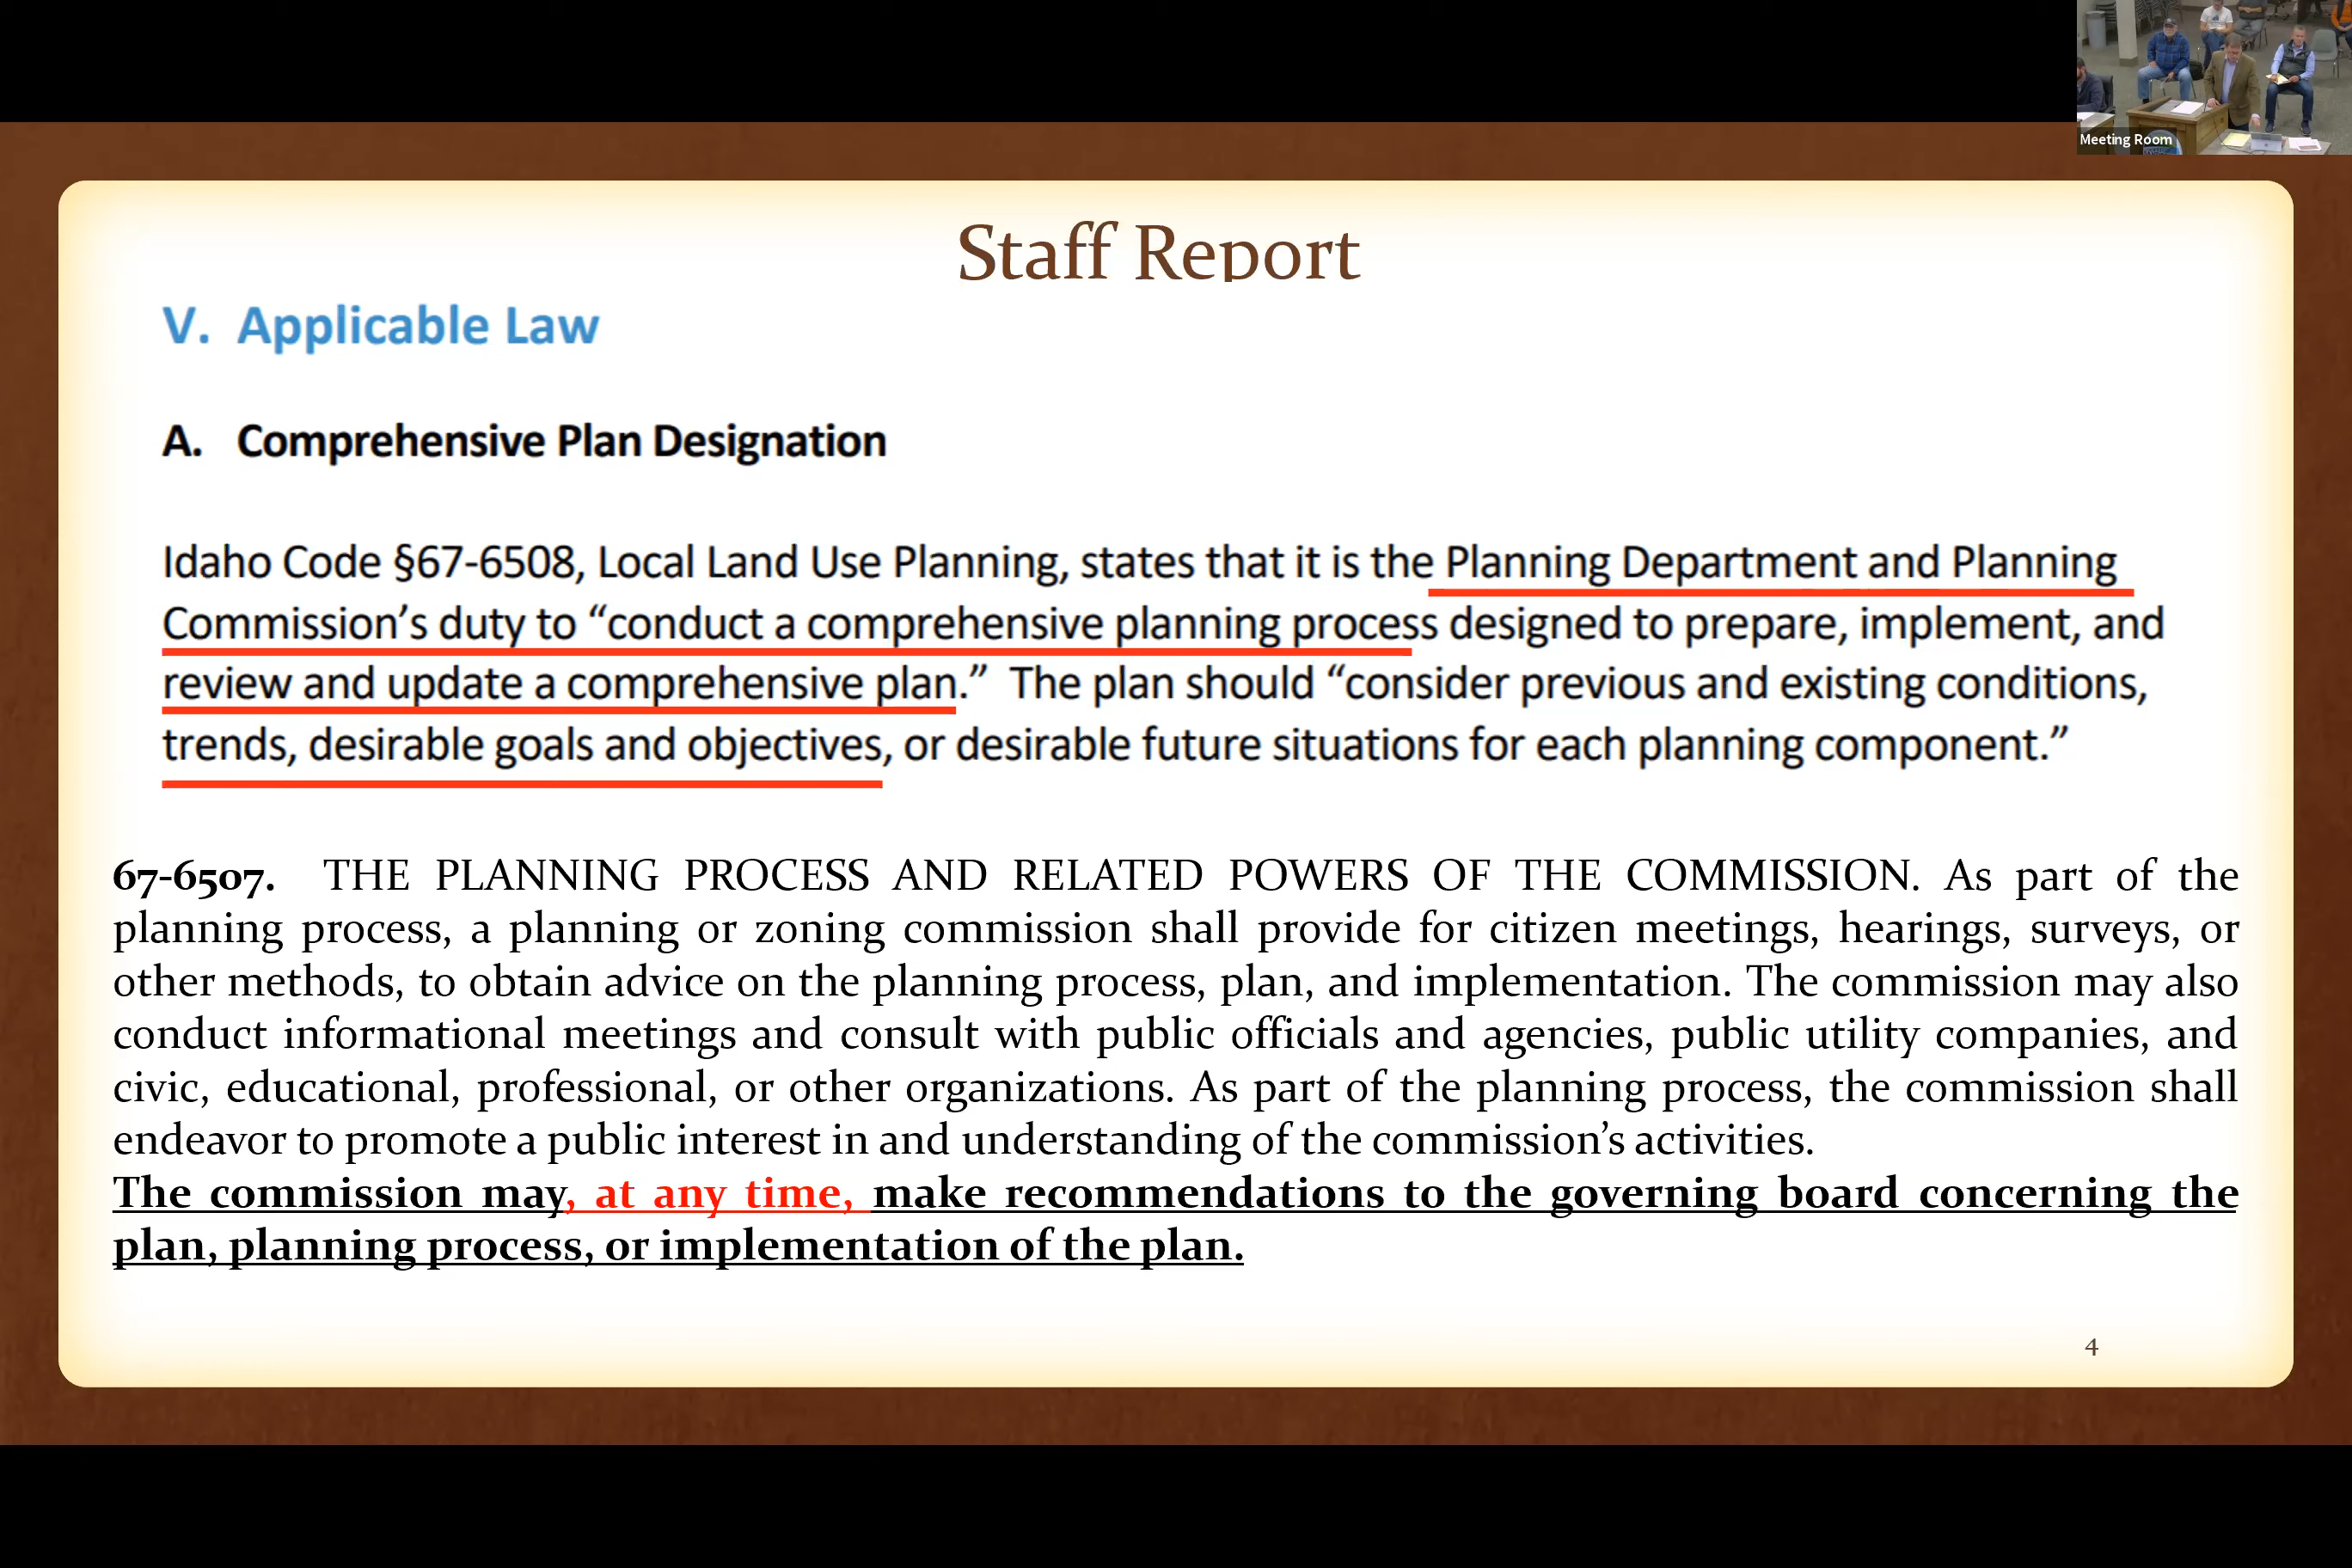 Meeting Room
Staff Report
V. Applicable Law
A. Comprehensive Plan Designation
Idaho Code §67-6508, Local Land Use Planning, states that it is the Planning Department and Planning
Commission’s duty to “conduct a comprehensive planning process designed to prepare, implement, and
review and update a comprehensive plan.” The plan should “consider previous and existing conditions,
trends, desirable goals and objectives, or desirable future situations for each planning component.”
67-6507. THE PLANNING PROCESS AND RELATED POWERS OF THE COMMISSION. As part of the
planning process, a planning or zoning commission shall provide for citizen meetings, hearings, surveys, or
other methods, to obtain advice on the planning process, plan, and implementation. The commission may also
conduct informational meetings and consult with public officials and agencies, public utility companies, and
civic, educational, professional, or other organizations. As part of the planning process, the commission shall
endeavor to promote a public interest in and understanding of the commission’s activities.
The commission may, at any time, make recommendations to the governing board concerning the
plan, planning process, or implementation of the plan.
4